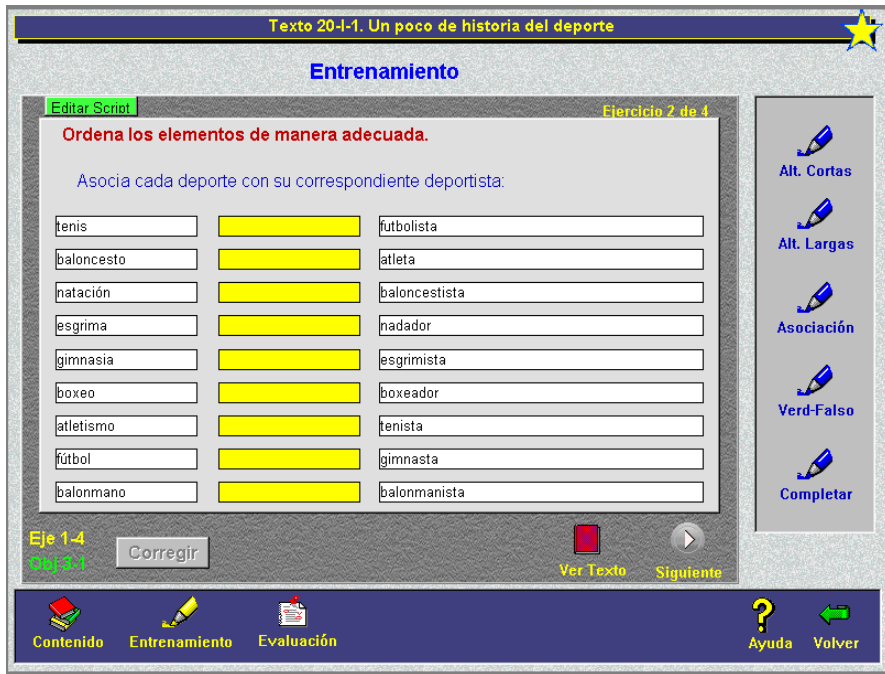 Texto 20-I-1. Un poco de historia del deporte
Entrenamiento
Editar Script
Ejercicio 2 de 4
Ordena los elementos de manera adecuada.
Asocia cada deporte con su correspondiente deportista:
tenis futbolista
baloncesto atleta
natación baloncestista
esgrima nadador
gimnasia esgrimista
boxeo boxeador
atletismo tenista
fútbol gimnasta
balonmano balonmanista
Alt. Cortas
Alt. Largas
Asociación
Verd-Falso
Completar
Eje 1-4
Obj 3-1
Corregir
Ver Texto
Siguiente
Contenido
Entrenamiento
Evaluación
Ayuda
Volver